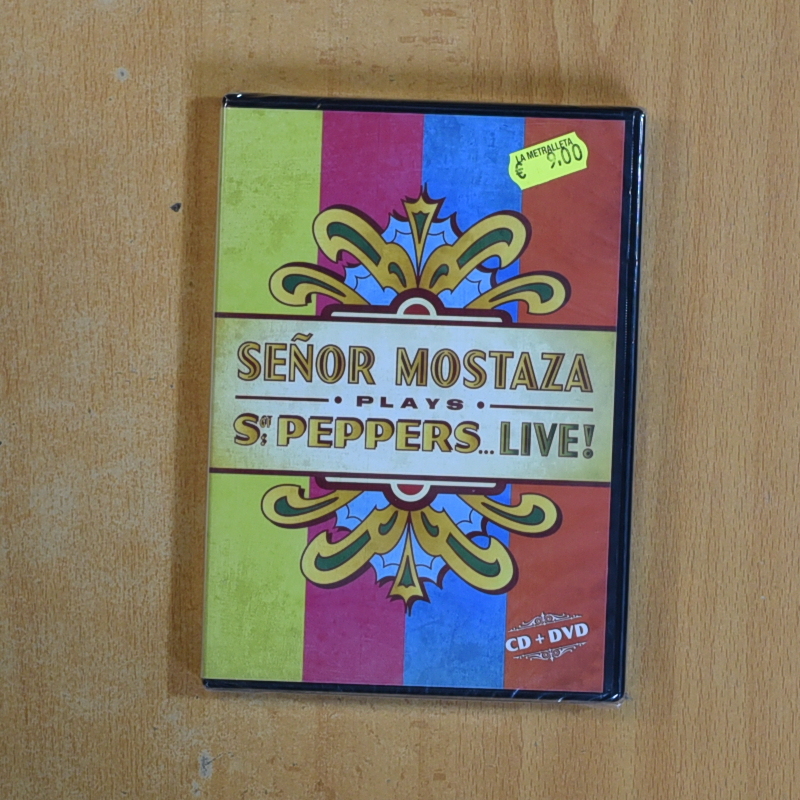 LA METRALLETA
€ 9,00
SEÑOR MOSTAZA
• PLAYS •
SGT; PEPPERS... LIVE!
CD + DVD